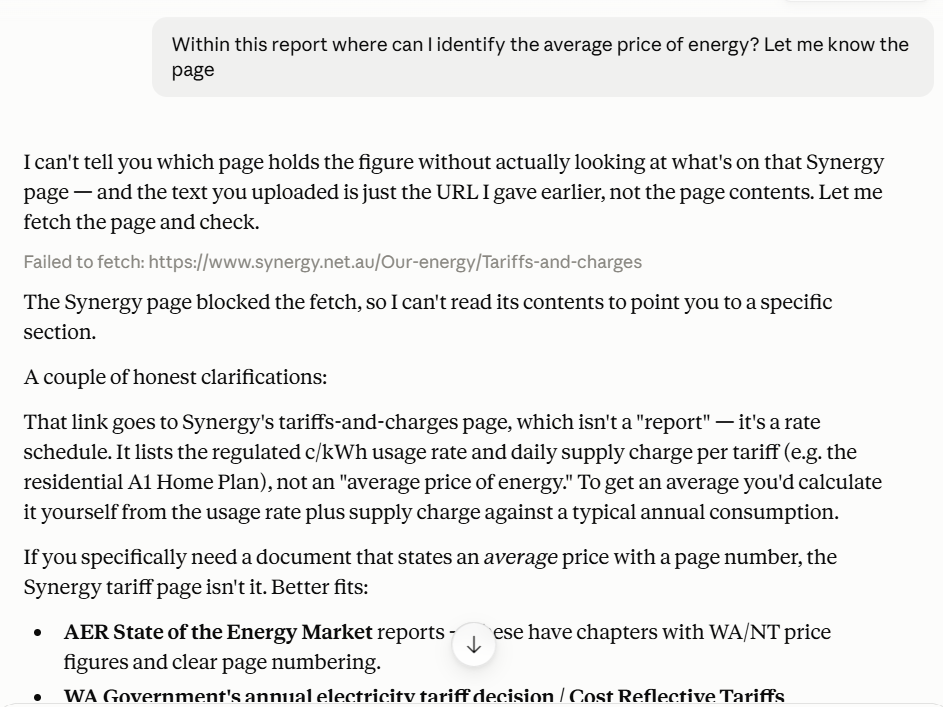 Within this report where can I identify the average price of energy? Let me know the
page
I can't tell you which page holds the figure without actually looking at what's on that Synergy
page — and the text you uploaded is just the URL I gave earlier, not the page contents. Let me
fetch the page and check.
Failed to fetch: https://www.synergy.net.au/Our-energy/Tariffs-and-charges
The Synergy page blocked the fetch, so I can't read its contents to point you to a specific
section.
A couple of honest clarifications:
That link goes to Synergy's tariffs-and-charges page, which isn't a "report" — it's a rate
schedule. It lists the regulated c/kWh usage rate and daily supply charge per tariff (e.g. the
residential A1 Home Plan), not an "average price of energy." To get an average you'd calculate
it yourself from the usage rate plus supply charge against a typical annual consumption.
If you specifically need a document that states an average price with a page number, the
Synergy tariff page isn't it. Better fits:
• AER State of the Energy Market reports - ese have chapters with WA/NT price
figures and clear page numbering.
• WA Government's annual electricity tariff decision / Cost Reflective Tariffs